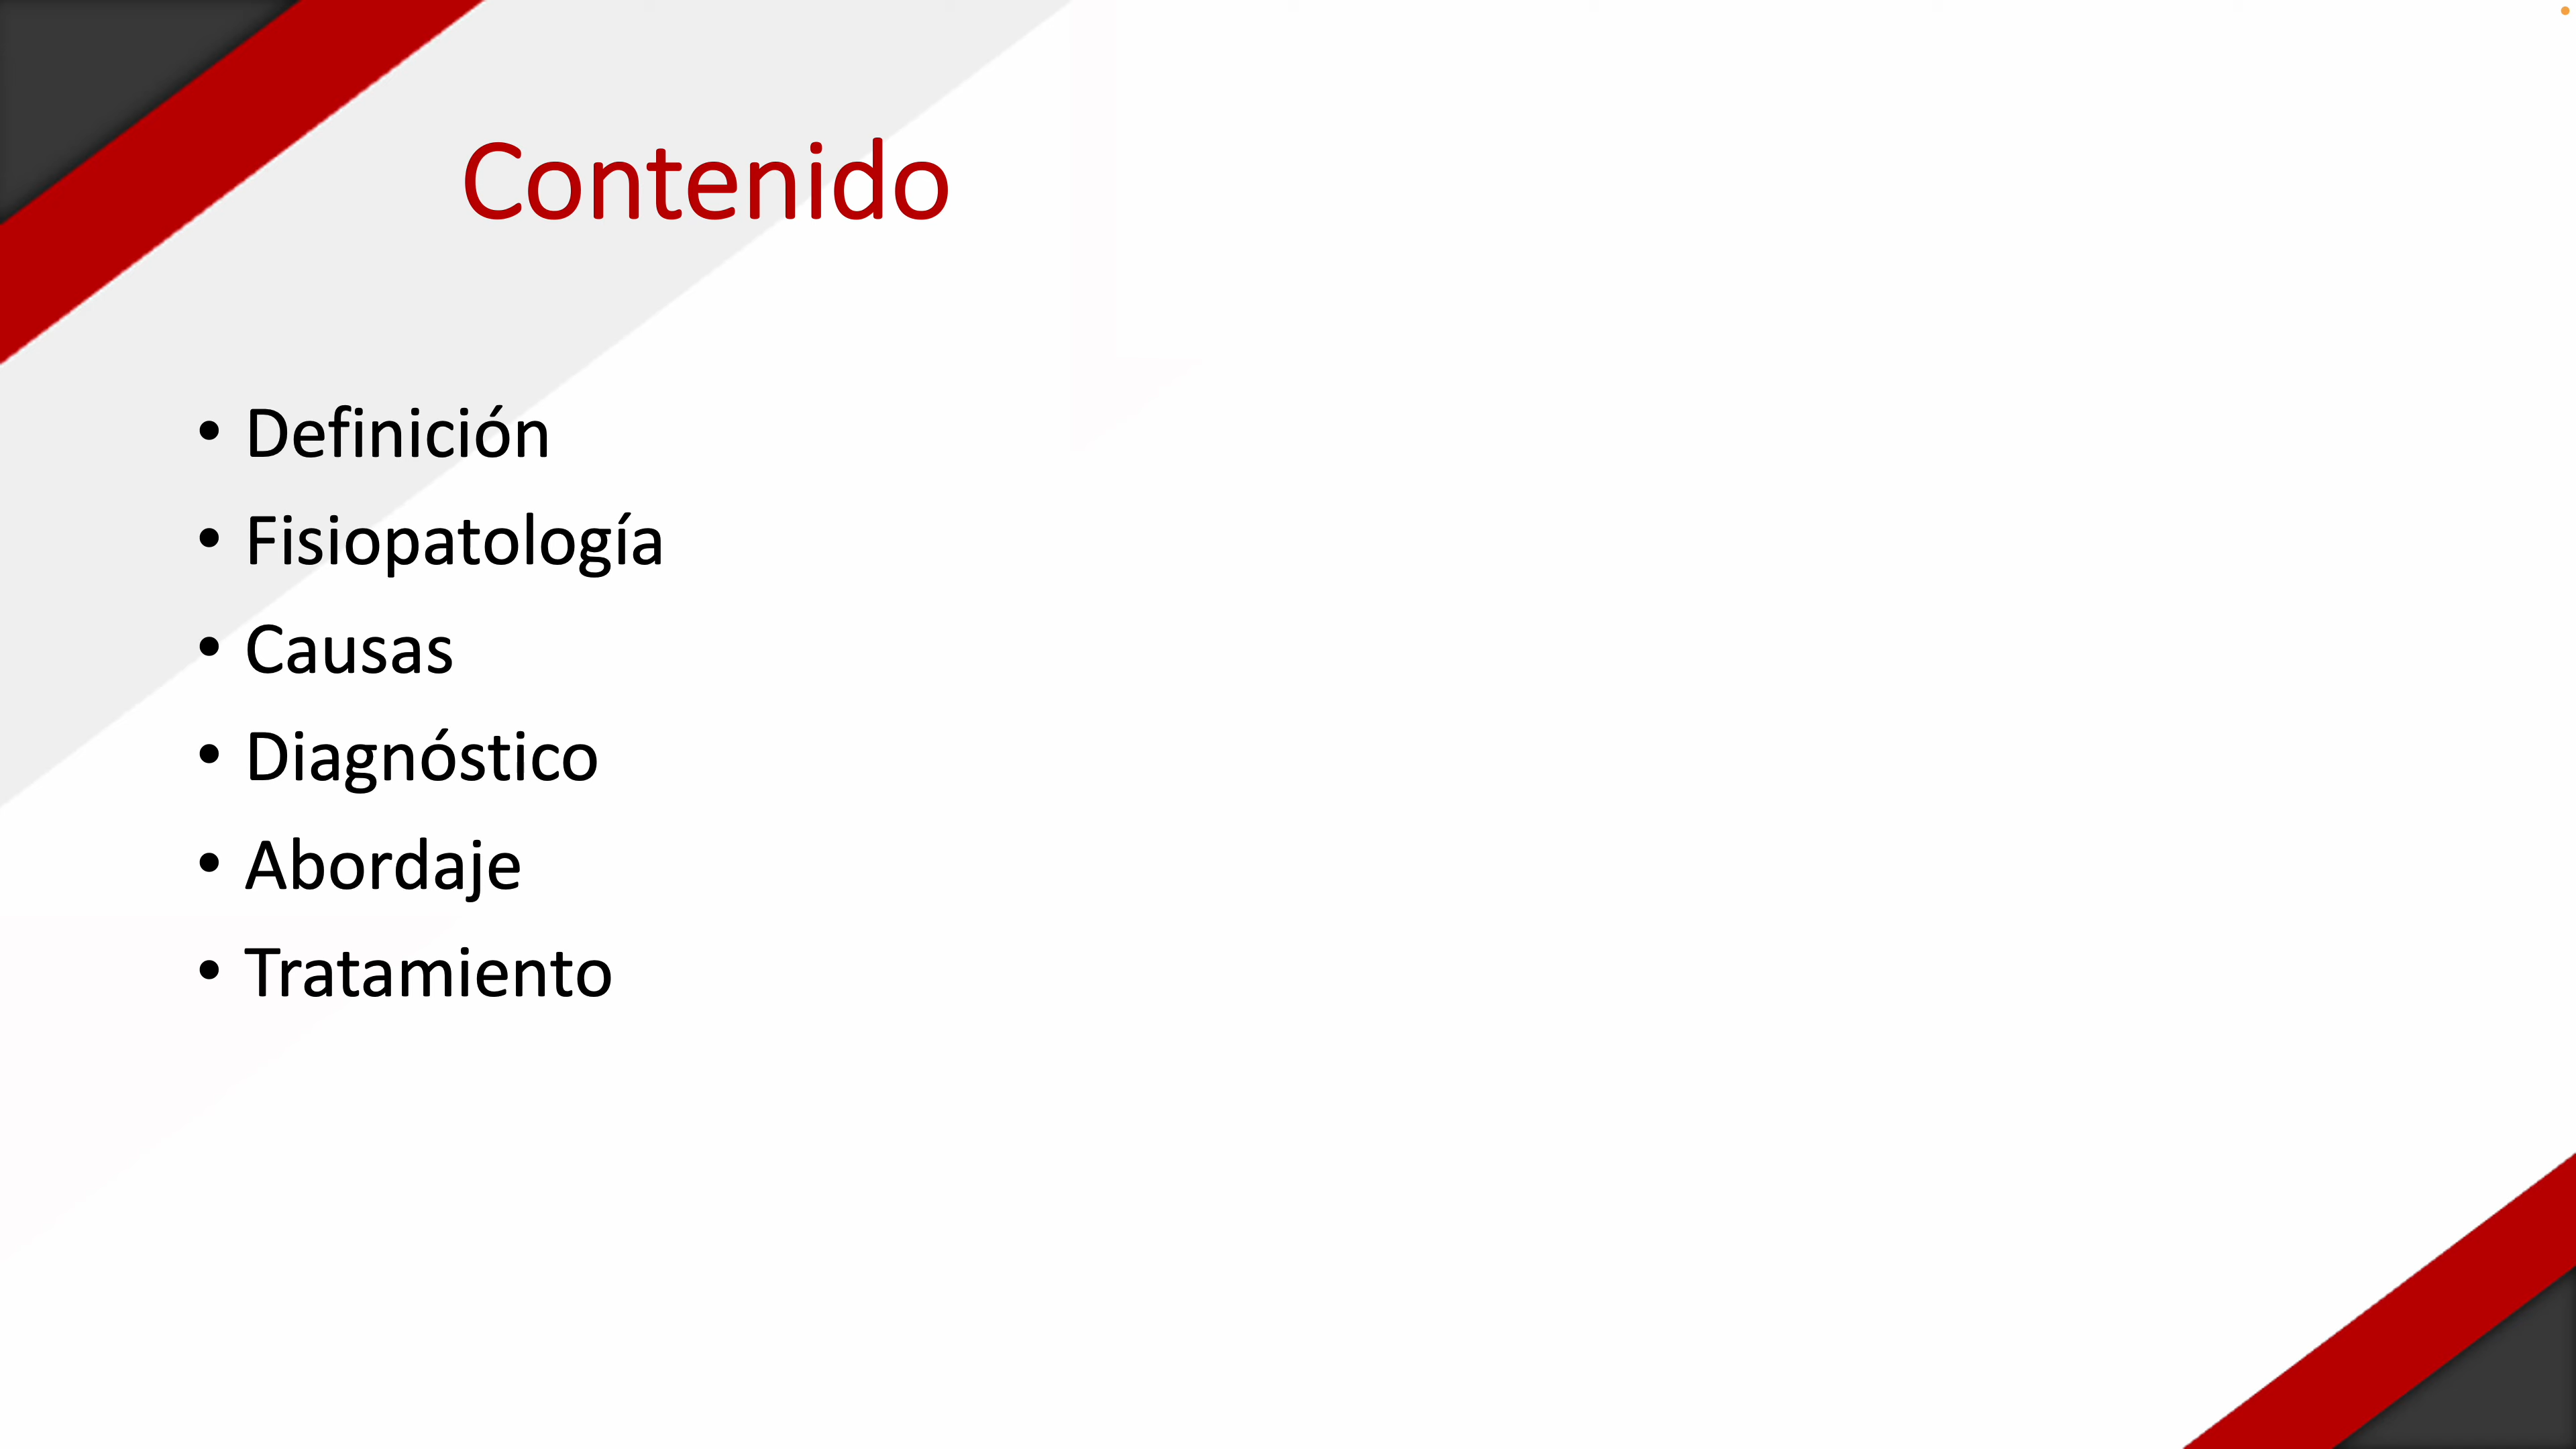 Contenido
• Definición
• Fisiopatología
• Causas
• Diagnóstico
• Abordaje
• Tratamiento